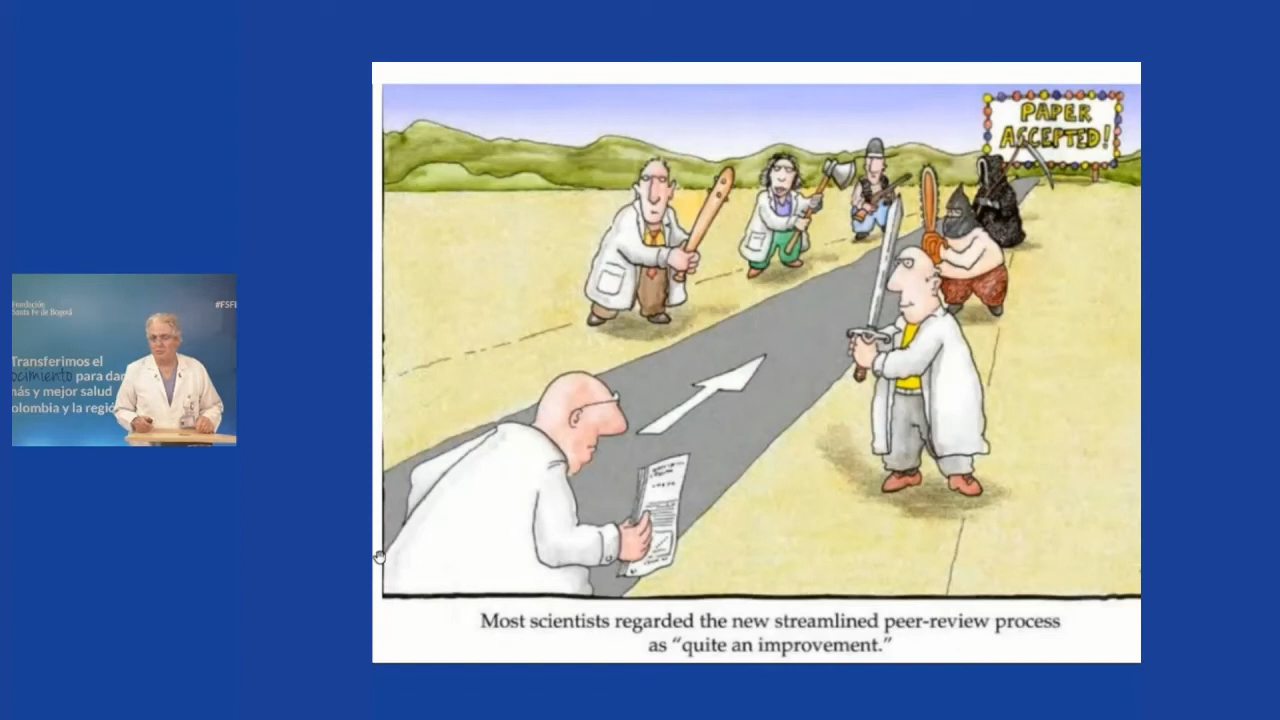 Fundación
Santa Fe de Bogotá
#FSF
Transferimos el
ocimiento para dar
más y mejor salud
olombia y la regió
PAPER
ACCEPTED!
Most scientists regarded the new streamlined peer-review process
as “quite an improvement.”